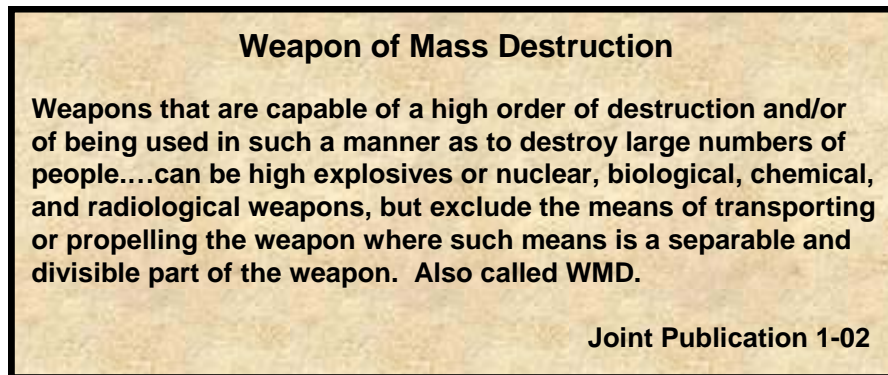 Weapon of Mass Destruction
Weapons that are capable of a high order of destruction and/or
of being used in such a manner as to destroy large numbers of
people.…can be high explosives or nuclear, biological, chemical,
and radiological weapons, but exclude the means of transporting
or propelling the weapon where such means is a separable and
divisible part of the weapon.  Also called WMD.
Joint Publication 1-02